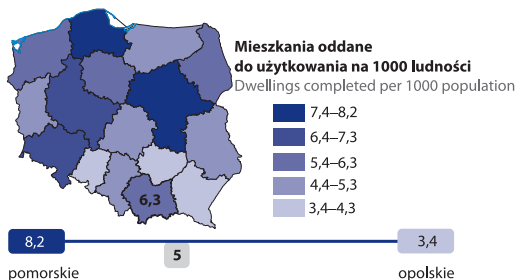 Mieszkania oddane
do użytkowania na 1000 ludności
Dwellings completed per 1000 population
7,4–8,2
6,4–7,3
5,4–6,3
4,4–5,3
3,4–4,3
6,3
8,2
3,4
5
pomorskie
opolskie